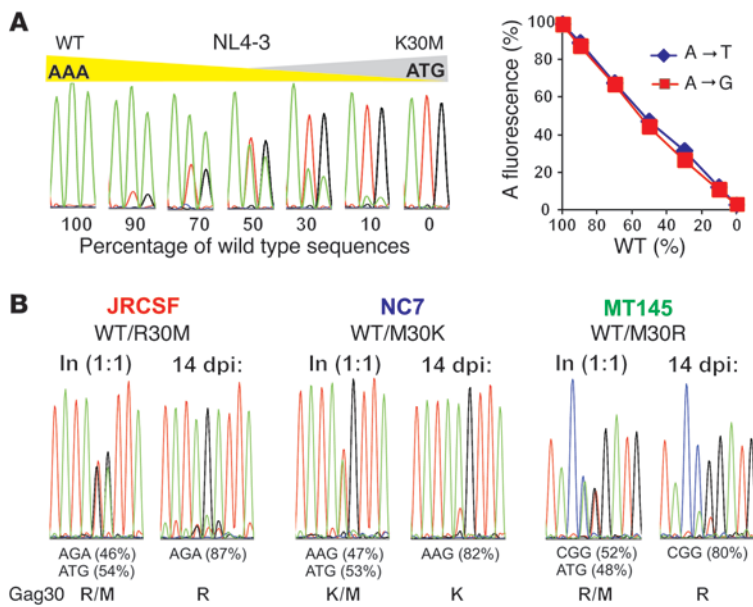 A
WT NL4-3 K30M
AAA ATG
100 90 70 50 30 10 0
Percentage of wild type sequences
A fluorescence (%)
100
80
60
40
20
0
A → T
A → G
100 80 60 40 20 0
WT (%)
B
JRCSF NC7 MT145
WT/R30M WT/M30K WT/M30R
In (1:1) 14 dpi: In (1:1) 14 dpi: In (1:1) 14 dpi:
AGA (46%) AGA (87%) AAG (47%) AAG (82%) CGG (52%) CGG (80%)
ATG (54%) ATG (53%) ATG (48%)
Gag30 R/M R K/M K R/M R